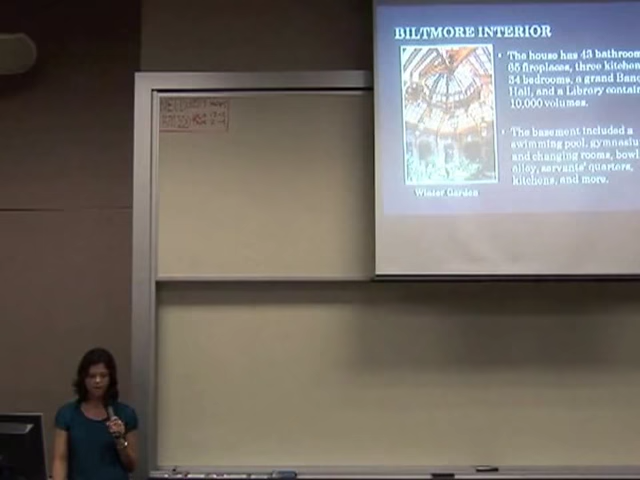 BILTMORE INTERIOR
• The house has 43 bathroom
65 fireplaces, three kitchen
34 bedrooms, a grand Banq
Hall, and a Library contain
10,000 volumes.
• The basement included a
swimming pool, gymnasiu
and changing rooms, bowl
alley, servants' quarters,
kitchens, and more.
Winter Garden